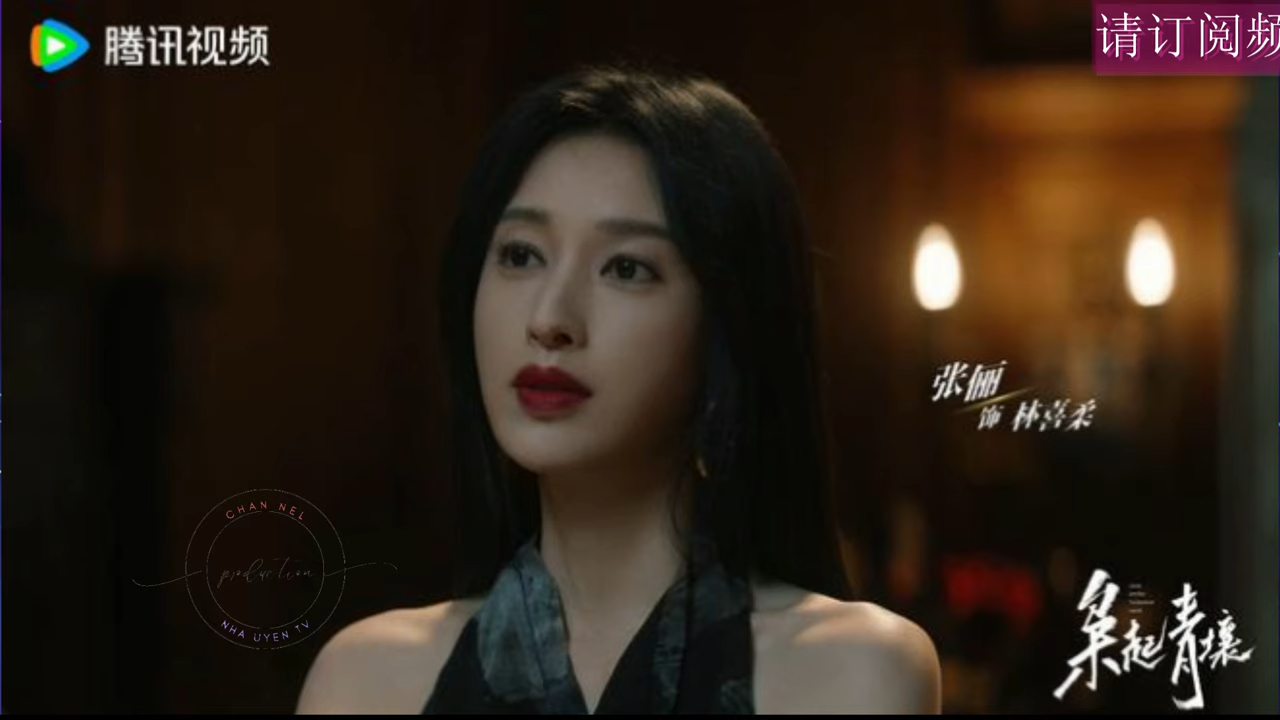 腾讯视频
请订阅频
张俪
饰 林喜柔
CHAN NEL
production
NHA UYEN TV
枭起青壤